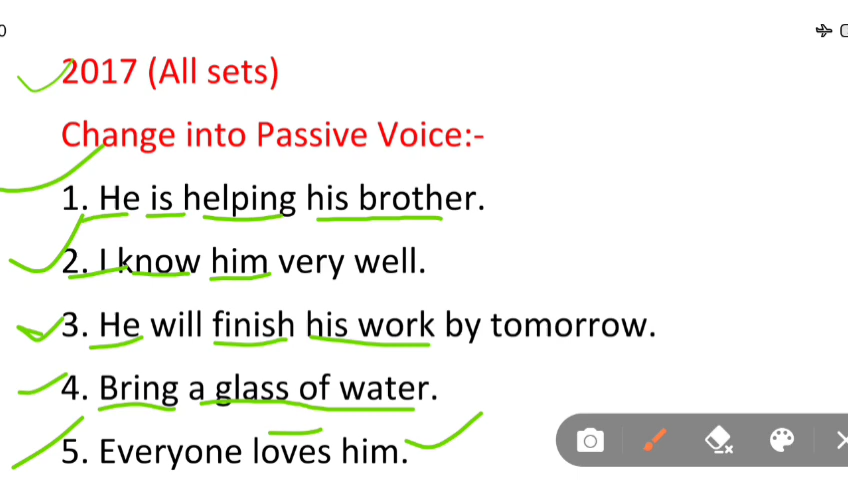 2017 (All sets)
Change into Passive Voice:-
1. He is helping his brother.
2. I know him very well.
3. He will finish his work by tomorrow.
4. Bring a glass of water.
5. Everyone loves him.